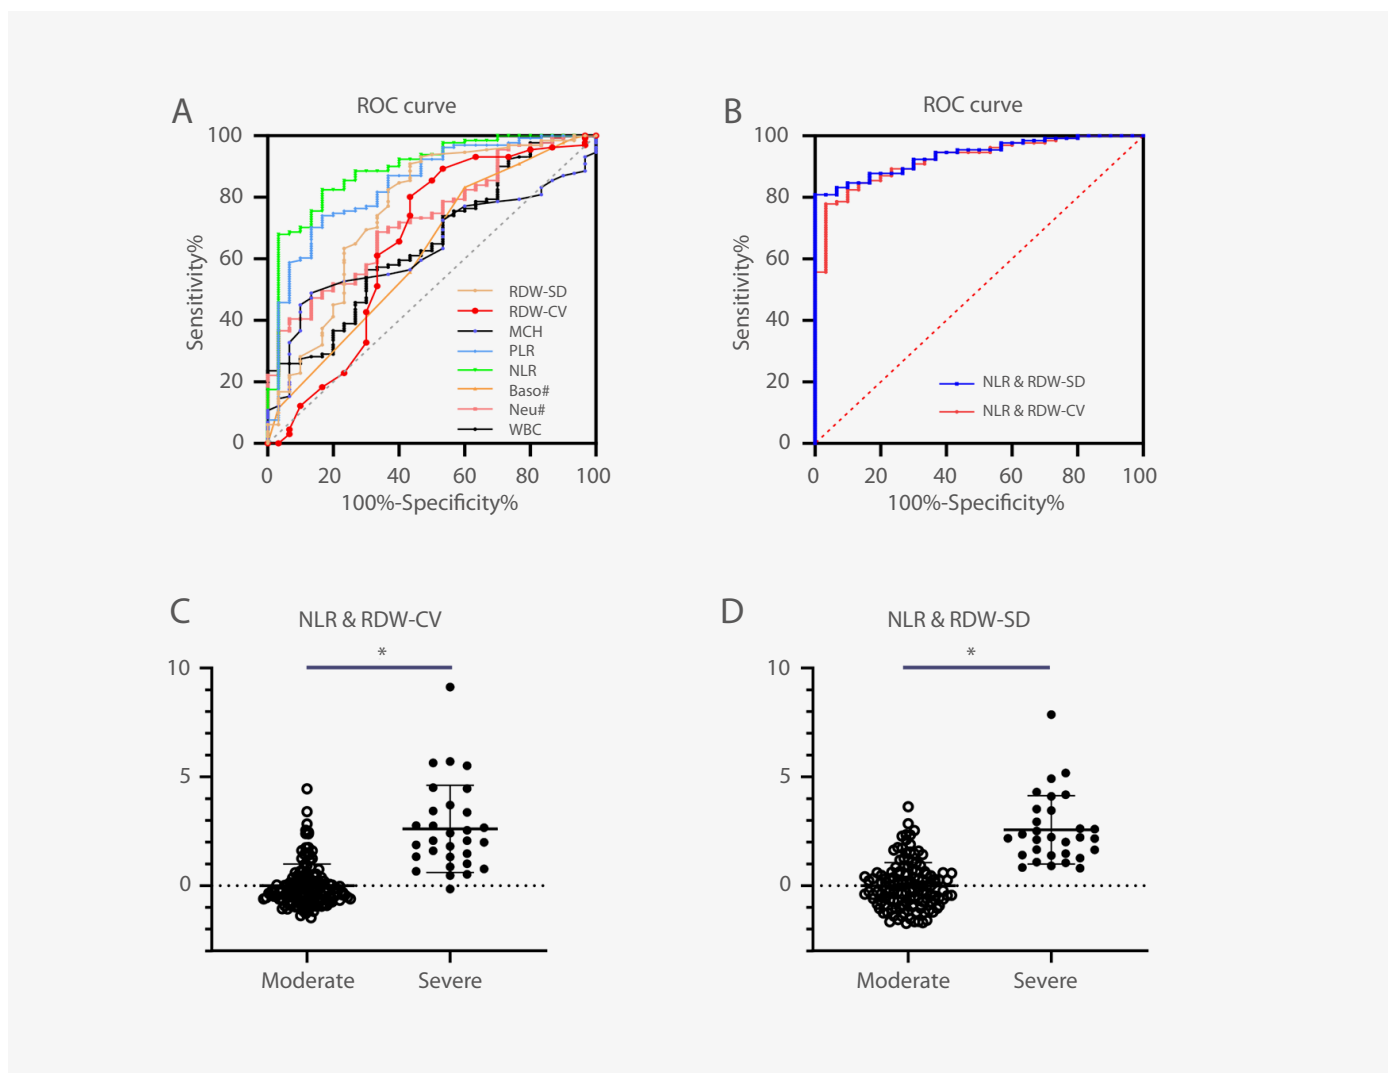 A
ROC curve
100
80
60
40
20
0
Sensitivity%
RDW-SD
RDW-CV
MCH
PLR
NLR
Baso#
Neu#
WBC
0 20 40 60 80 100
100%-Specificity%
B
ROC curve
100
80
60
40
20
0
Sensitivity%
NLR & RDW-SD
NLR & RDW-CV
0 20 40 60 80 100
100%-Specificity%
C
NLR & RDW-CV
*
10
5
0
Moderate Severe
D
NLR & RDW-SD
*
10
5
0
Moderate Severe